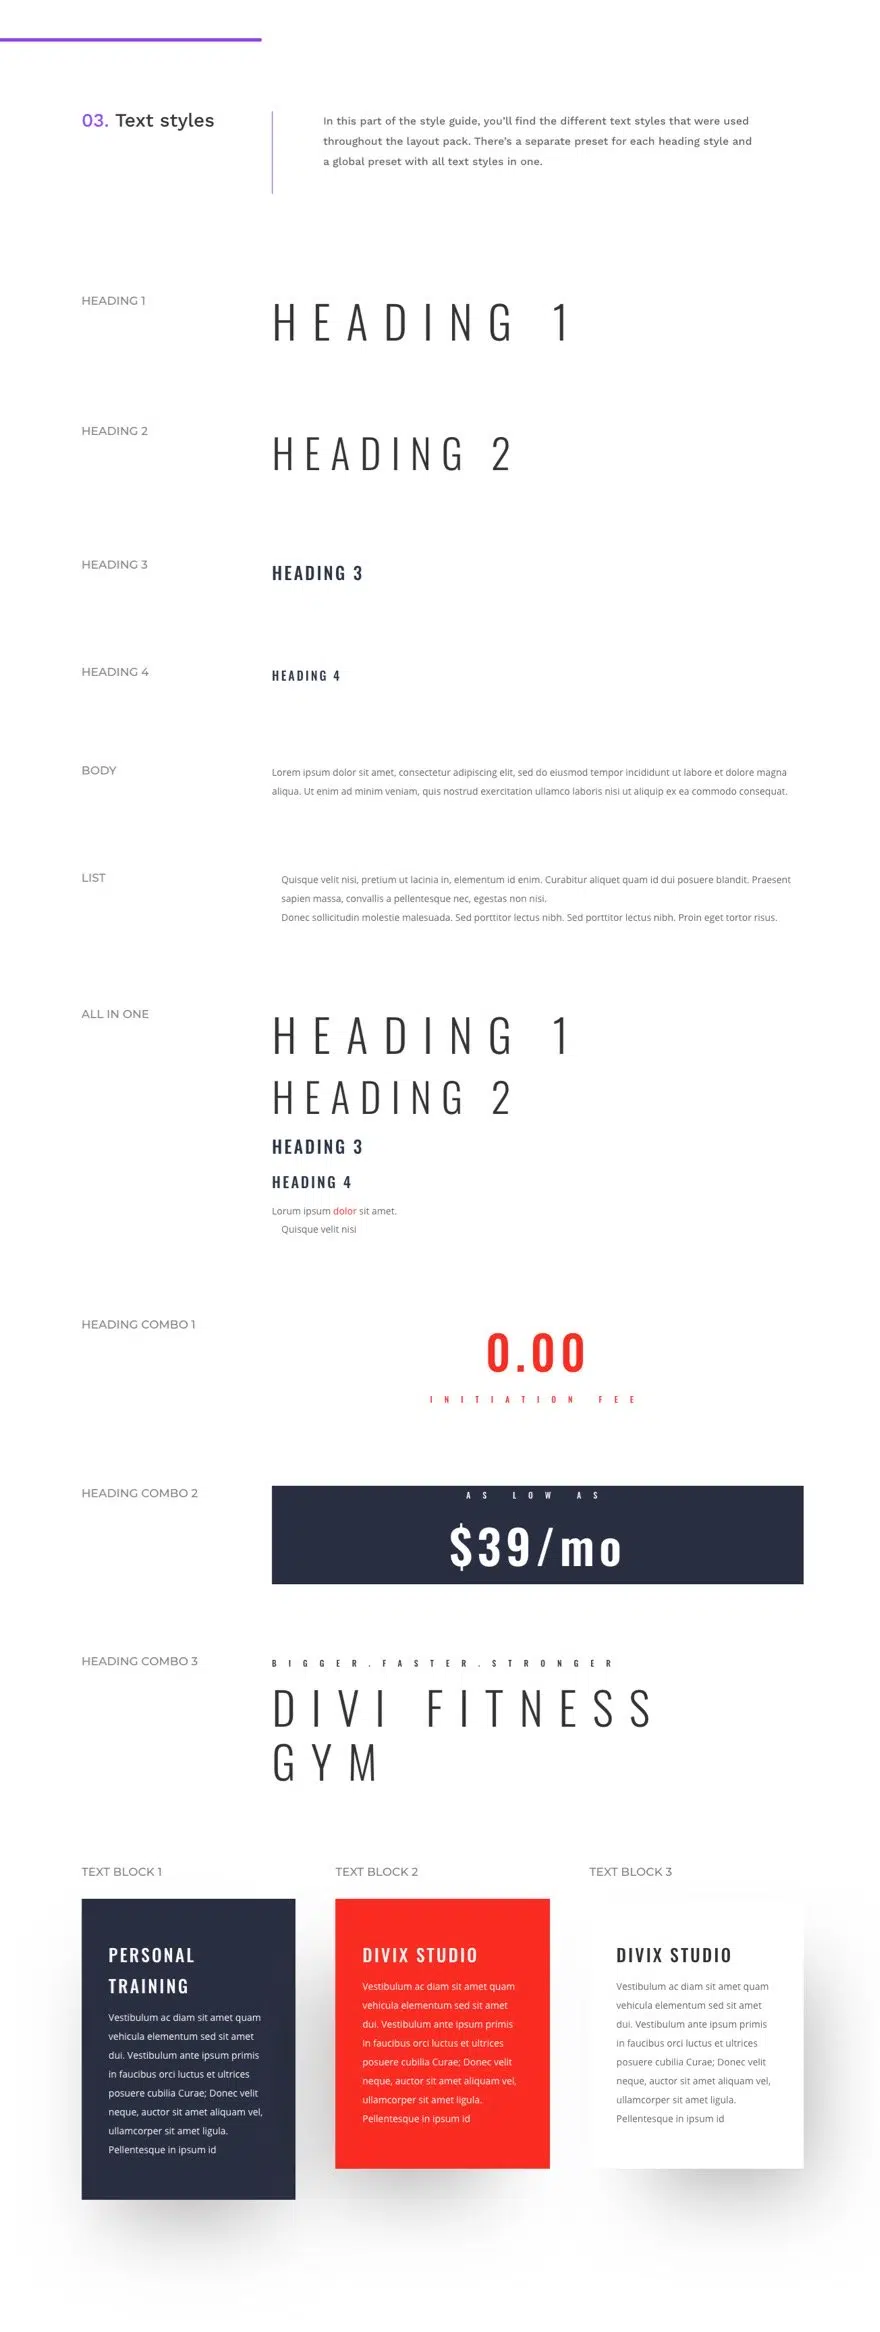 03. Text styles
In this part of the style guide, you'll find the different text styles that were used
throughout the layout pack. There's a separate preset for each heading style and
a global preset with all text styles in one.
HEADING 1
HEADING 1
HEADING 2
HEADING 2
HEADING 3
HEADING 3
HEADING 4
HEADING 4
BODY
Lorem ipsum dolor sit amet, consectetur adipiscing elit, sed do eiusmod tempor incididunt ut labore et dolore magna
aliqua. Ut enim ad minim veniam, quis nostrud exercitation ullamco laboris nisi ut aliquip ex ea commodo consequat.
LIST
Quisque velit nisi, pretium ut lacinia in, elementum id enim. Curabitur aliquet quam id dui posuere blandit. Praesent
sapien massa, convallis a pellentesque nec, egestas non nisi.
Donec sollicitudin molestie malesuada. Sed porttitor lectus nibh. Sed porttitor lectus nibh. Proin eget tortor risus.
ALL IN ONE
HEADING 1
HEADING 2
HEADING 3
HEADING 4
Lorum ipsum dolor sit amet.
Quisque velit nisi
HEADING COMBO 1
0.00
INITIATION FEE
HEADING COMBO 2
AS LOW AS
$39/mo
HEADING COMBO 3
BIGGER.FASTER.STRONGER
DIVI FITNESS
GYM
TEXT BLOCK 1
PERSONAL
TRAINING
Vestibulum ac diam sit amet quam
vehicula elementum sed sit amet
dui. Vestibulum ante ipsum primis
in faucibus orci luctus et ultrices
posuere cubilia Curae; Donec velit
neque, auctor sit amet aliquam vel,
ullamcorper sit amet ligula.
Pellentesque in ipsum id
TEXT BLOCK 2
DIVIX STUDIO
Vestibulum ac diam sit amet quam
vehicula elementum sed sit amet
dui. Vestibulum ante ipsum primis
in faucibus orci luctus et ultrices
posuere cubilia Curae; Donec velit
neque, auctor sit amet aliquam vel,
ullamcorper sit amet ligula.
Pellentesque in ipsum id
TEXT BLOCK 3
DIVIX STUDIO
Vestibulum ac diam sit amet quam
vehicula elementum sed sit amet
dui. Vestibulum ante ipsum primis
in faucibus orci luctus et ultrices
posuere cubilia Curae; Donec velit
neque, auctor sit amet aliquam vel,
ullamcorper sit amet ligula.
Pellentesque in ipsum id